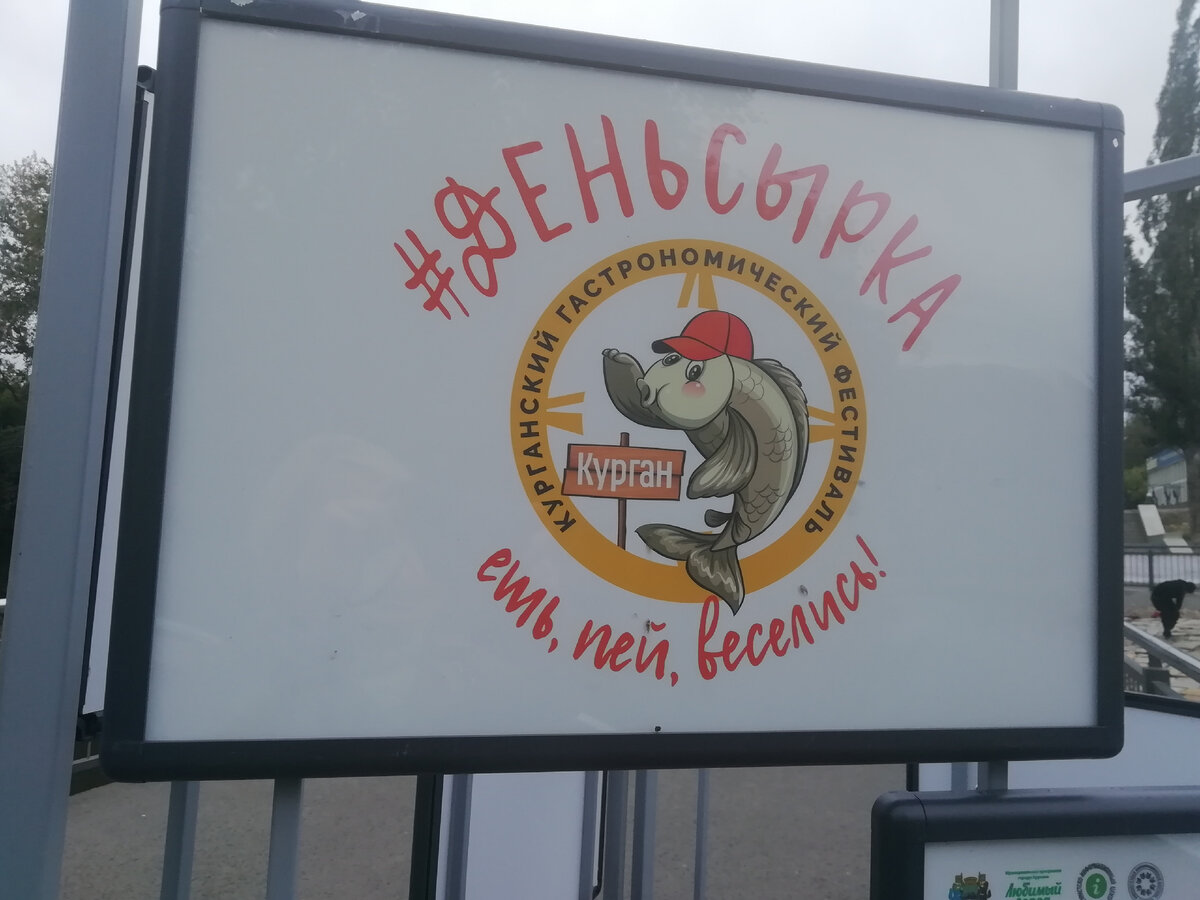 #ДЕНЬСЫРКА
КУРГАНСКИЙ ГАСТРОНОМИЧЕСКИЙ ФЕСТИВАЛЬ
Курган
ешь, пей, веселись!
Любимый